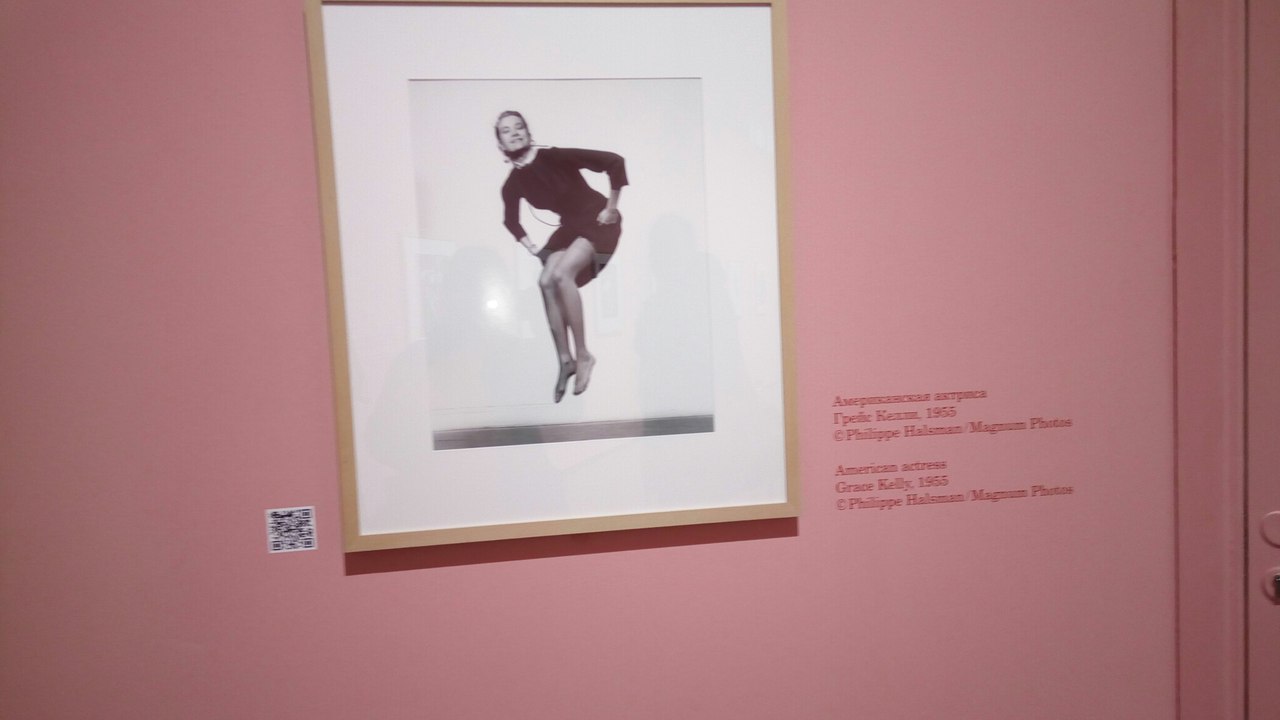 Американская актриса
Грейс Келли, 1955
©Philippe Halsman/Magnum Photos
American actress
Grace Kelly, 1955
©Philippe Halsman/Magnum Photos